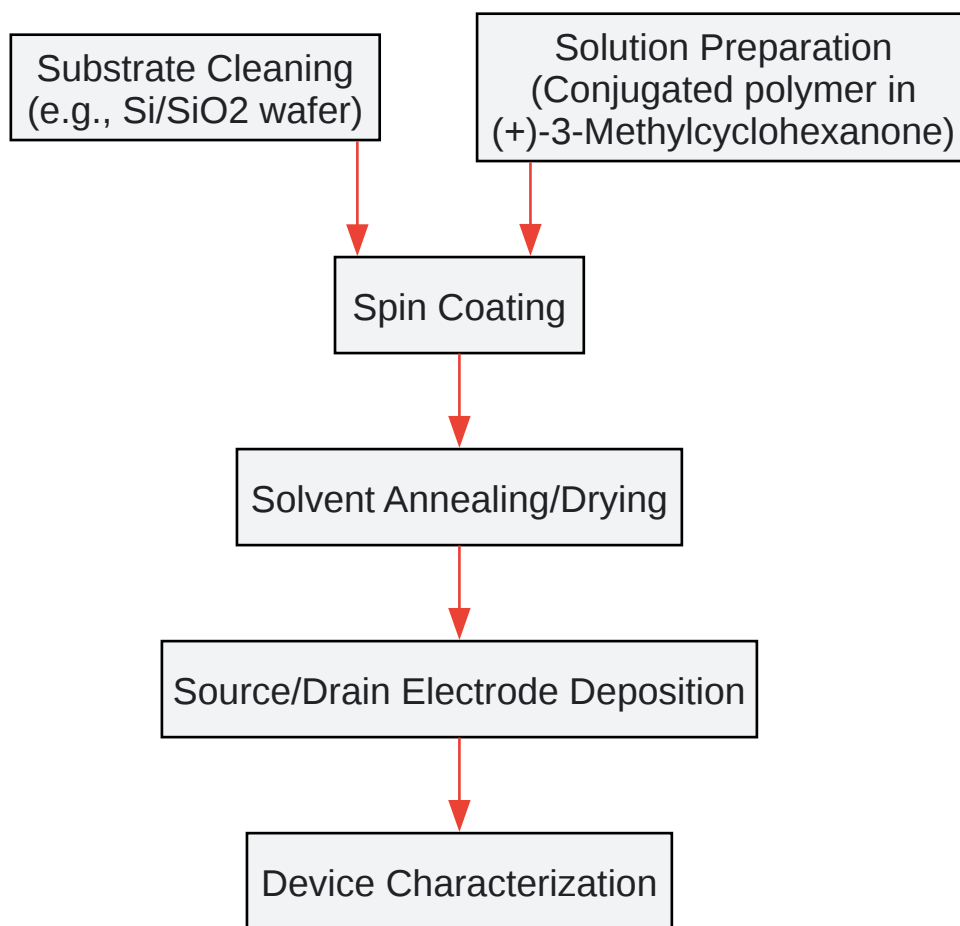 Substrate Cleaning
(e.g., Si/SiO2 wafer)
Solution Preparation
(Conjugated polymer in
(+)-3-Methylcyclohexanone)
Spin Coating
Solvent Annealing/Drying
Source/Drain Electrode Deposition
Device Characterization